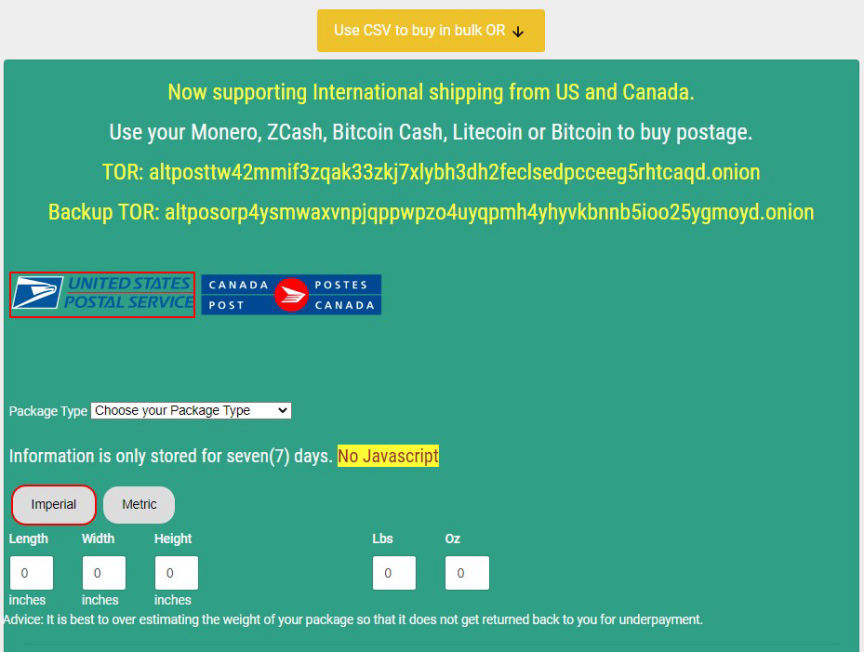 Use CSV to buy in bulk OR ↓
Now supporting International shipping from US and Canada.
Use your Monero, ZCash, Bitcoin Cash, Litecoin or Bitcoin to buy postage.
TOR: altposttw42mmif3zqak33zkj7xlybh3dh2feclsedpcceeg5rhtcaqd.onion
Backup TOR: altposorp4ysmwaxvnpjqppwpzo4uyqpmh4yhyvkbnnb5ioo25ygmoyd.onion
UNITED STATES
POSTAL SERVICE
CANADA POSTES
POST CANADA
Package Type Choose your Package Type
Information is only stored for seven(7) days. No Javascript
Imperial Metric
Length Width Height Lbs Oz
0 0 0 0 0
inches inches inches
Advice: It is best to over estimating the weight of your package so that it does not get returned back to you for underpayment.